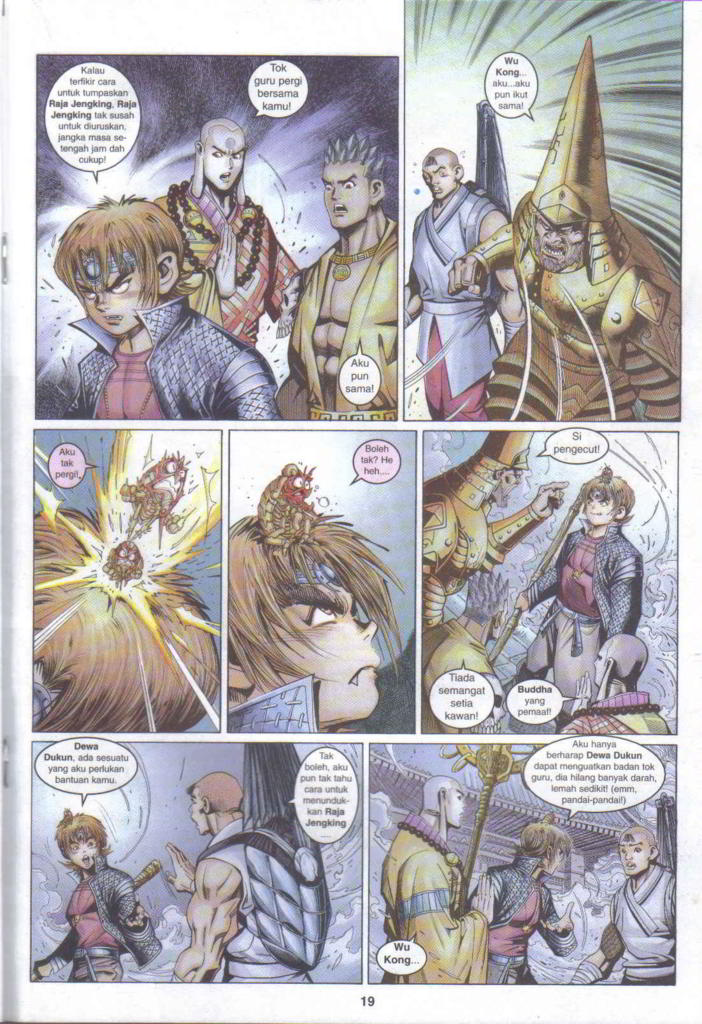 Kalau
terfikir cara
untuk tumpaskan
Raja Jengking, Raja
Jengking tak susah
untuk diuruskan,
jangka masa se-
tengah jam dah
cukup!
Tok
guru pergi
bersama
kamu!
Aku
pun
sama!
Wu
Kong...
aku...aku
pun ikut
sama!
Aku
tak
pergi!,
Boleh
tak? He
heh....
Si
pengecut!
Tiada
semangat
setia
kawan!
Buddha
yang
pemaaf!
Dewa
Dukun, ada sesuatu
yang aku perlukan
bantuan kamu.
Tak
boleh, aku
pun tak tahu
cara untuk
menunduk-
kan Raja
Jengking
....
Aku hanya
berharap Dewa Dukun
dapat menguatkan badan tok
guru, dia hilang banyak darah,
lemah sedikit! (emm,
pandai-pandai!)
Wu
Kong...
19